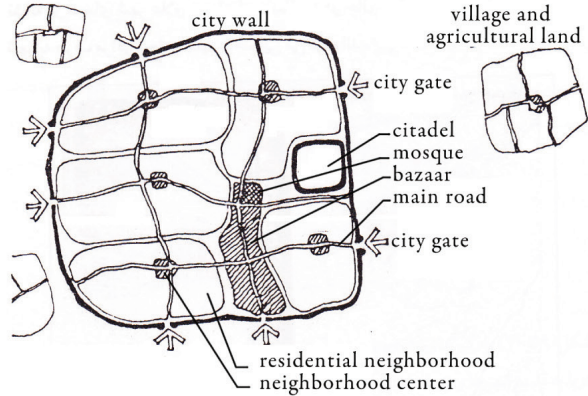 city wall
village and
agricultural land
city gate
citadel
mosque
bazaar
main road
city gate
residential neighborhood
neighborhood center